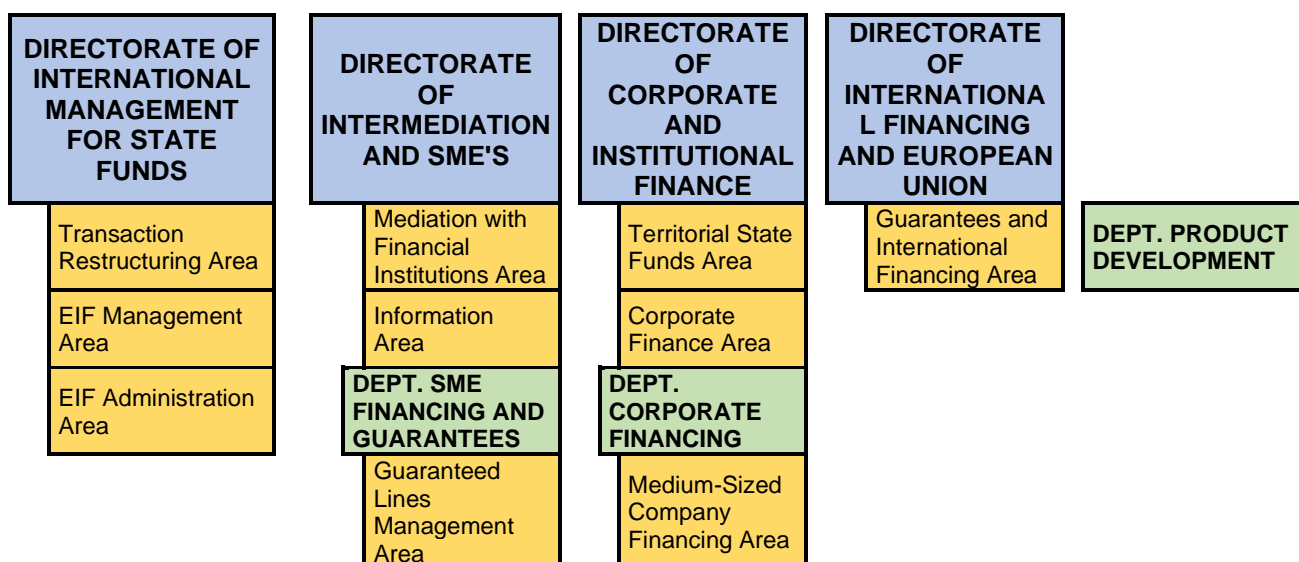 DIRECTORATE OF
INTERNATIONAL
MANAGEMENT
FOR STATE
FUNDS
Transaction
Restructuring Area
EIF Management
Area
EIF Administration
Area
DIRECTORATE
OF
INTERMEDIATION
AND SME'S
Mediation with
Financial
Institutions Area
Information
Area
DEPT. SME
FINANCING AND
GUARANTEES
Guaranteed
Lines
Management
Area
DIRECTORATE
OF
CORPORATE
AND
INSTITUTIONAL
FINANCE
Territorial State
Funds Area
Corporate
Finance Area
DEPT.
CORPORATE
FINANCING
Medium-Sized
Company
Financing Area
DIRECTORATE
OF
INTERNATIONA
L FINANCING
AND EUROPEAN
UNION
Guarantees and
International
Financing Area
DEPT. PRODUCT
DEVELOPMENT